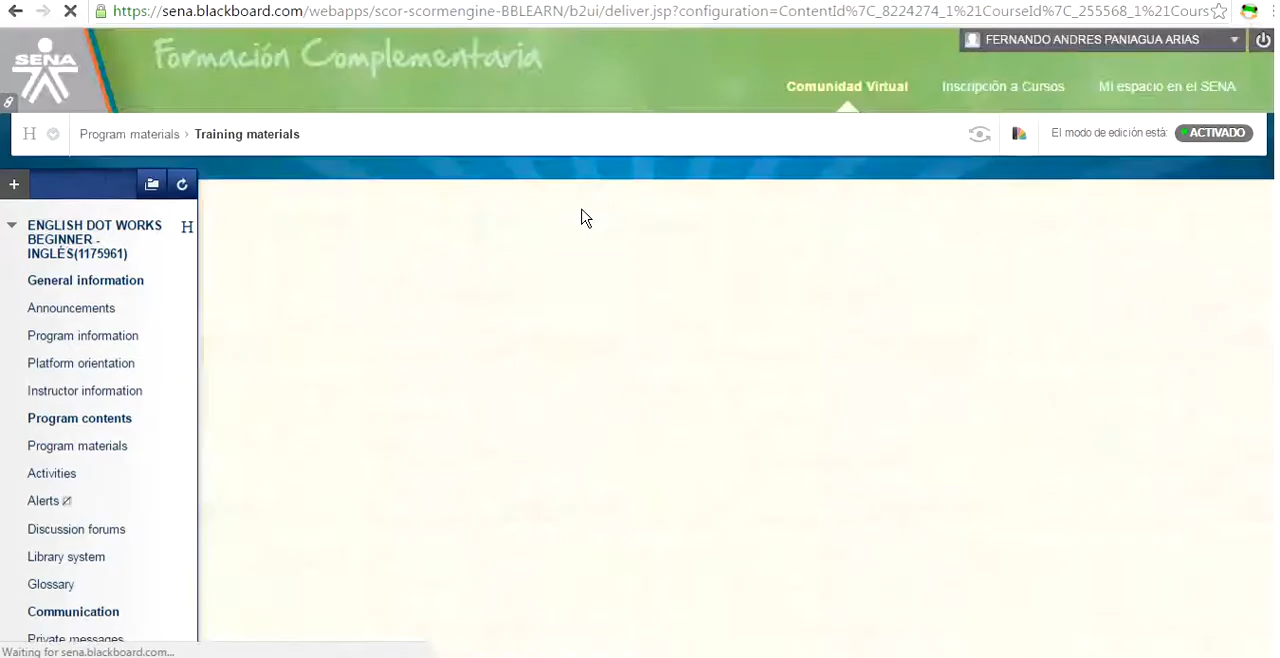 https://sena.blackboard.com/webapps/scor-scormengine-BBLEARN/b2ui/deliver.jsp?configuration=ContentId%7C_8224274_1%21CourseId%7C_255568_1%21Cours
SENA
Formación Complementaria
FERNANDO ANDRES PANIAGUA ARIAS
Comunidad Virtual Inscripción a Cursos Mi espacio en el SENA
Program materials › Training materials El modo de edición está: ACTIVADO
ENGLISH DOT WORKS
BEGINNER -
INGLÉS(1175961)
General information
Announcements
Program information
Platform orientation
Instructor information
Program contents
Program materials
Activities
Alerts
Discussion forums
Library system
Glossary
Communication
Private messages
Waiting for sena.blackboard.com...